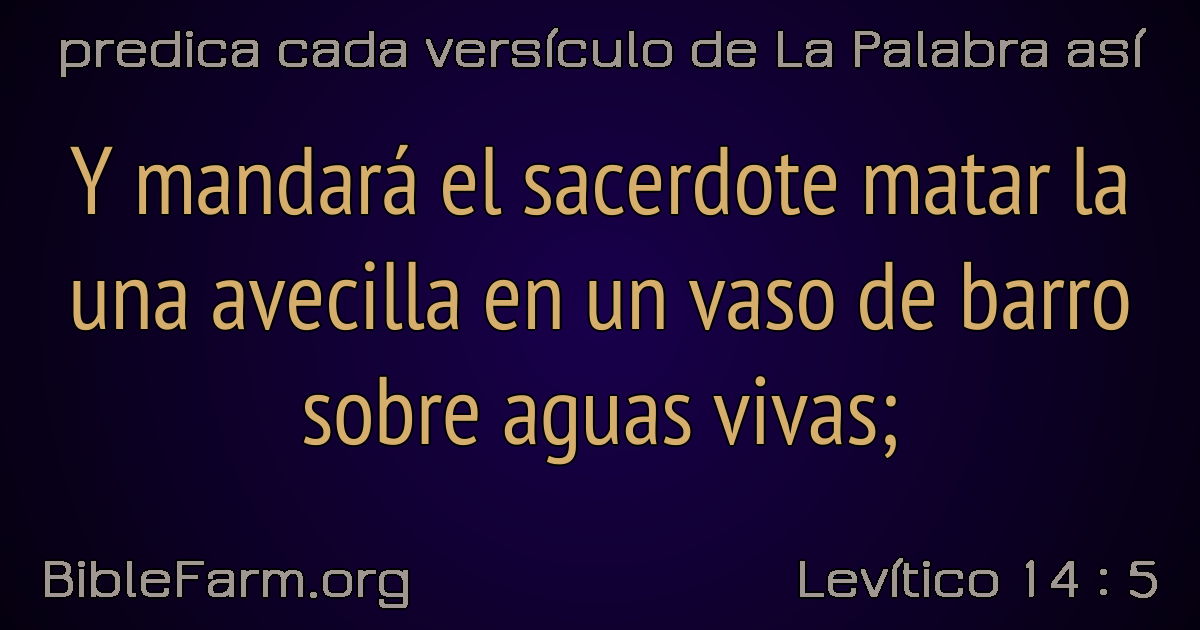 predica cada versículo de La Palabra así
Y mandará el sacerdote matar la
una avecilla en un vaso de barro
sobre aguas vivas;
BibleFarm.org
Levítico 14 : 5